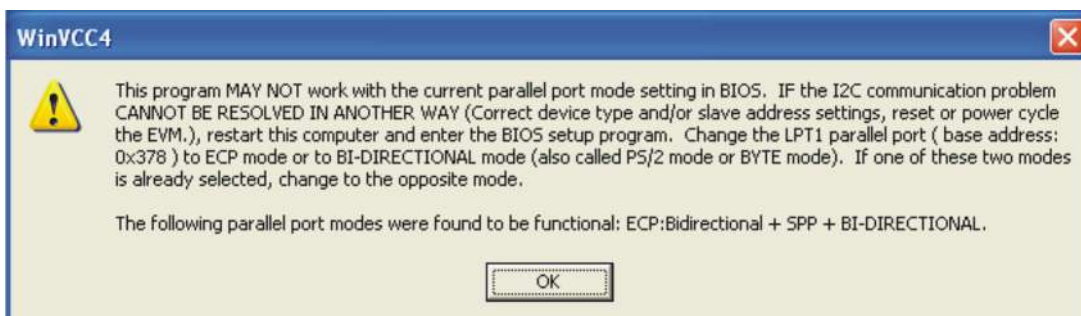 WinVCC4
This program MAY NOT work with the current parallel port mode setting in BIOS.  IF the I2C communication problem
CANNOT BE RESOLVED IN ANOTHER WAY (Correct device type and/or slave address settings, reset or power cycle
the EVM.), restart this computer and enter the BIOS setup program.  Change the LPT1 parallel port ( base address:
0x378 ) to ECP mode or to BI-DIRECTIONAL mode (also called PS/2 mode or BYTE mode).  If one of these two modes
is already selected, change to the opposite mode.
The following parallel port modes were found to be functional: ECP:Bidirectional + SPP + BI-DIRECTIONAL.
OK